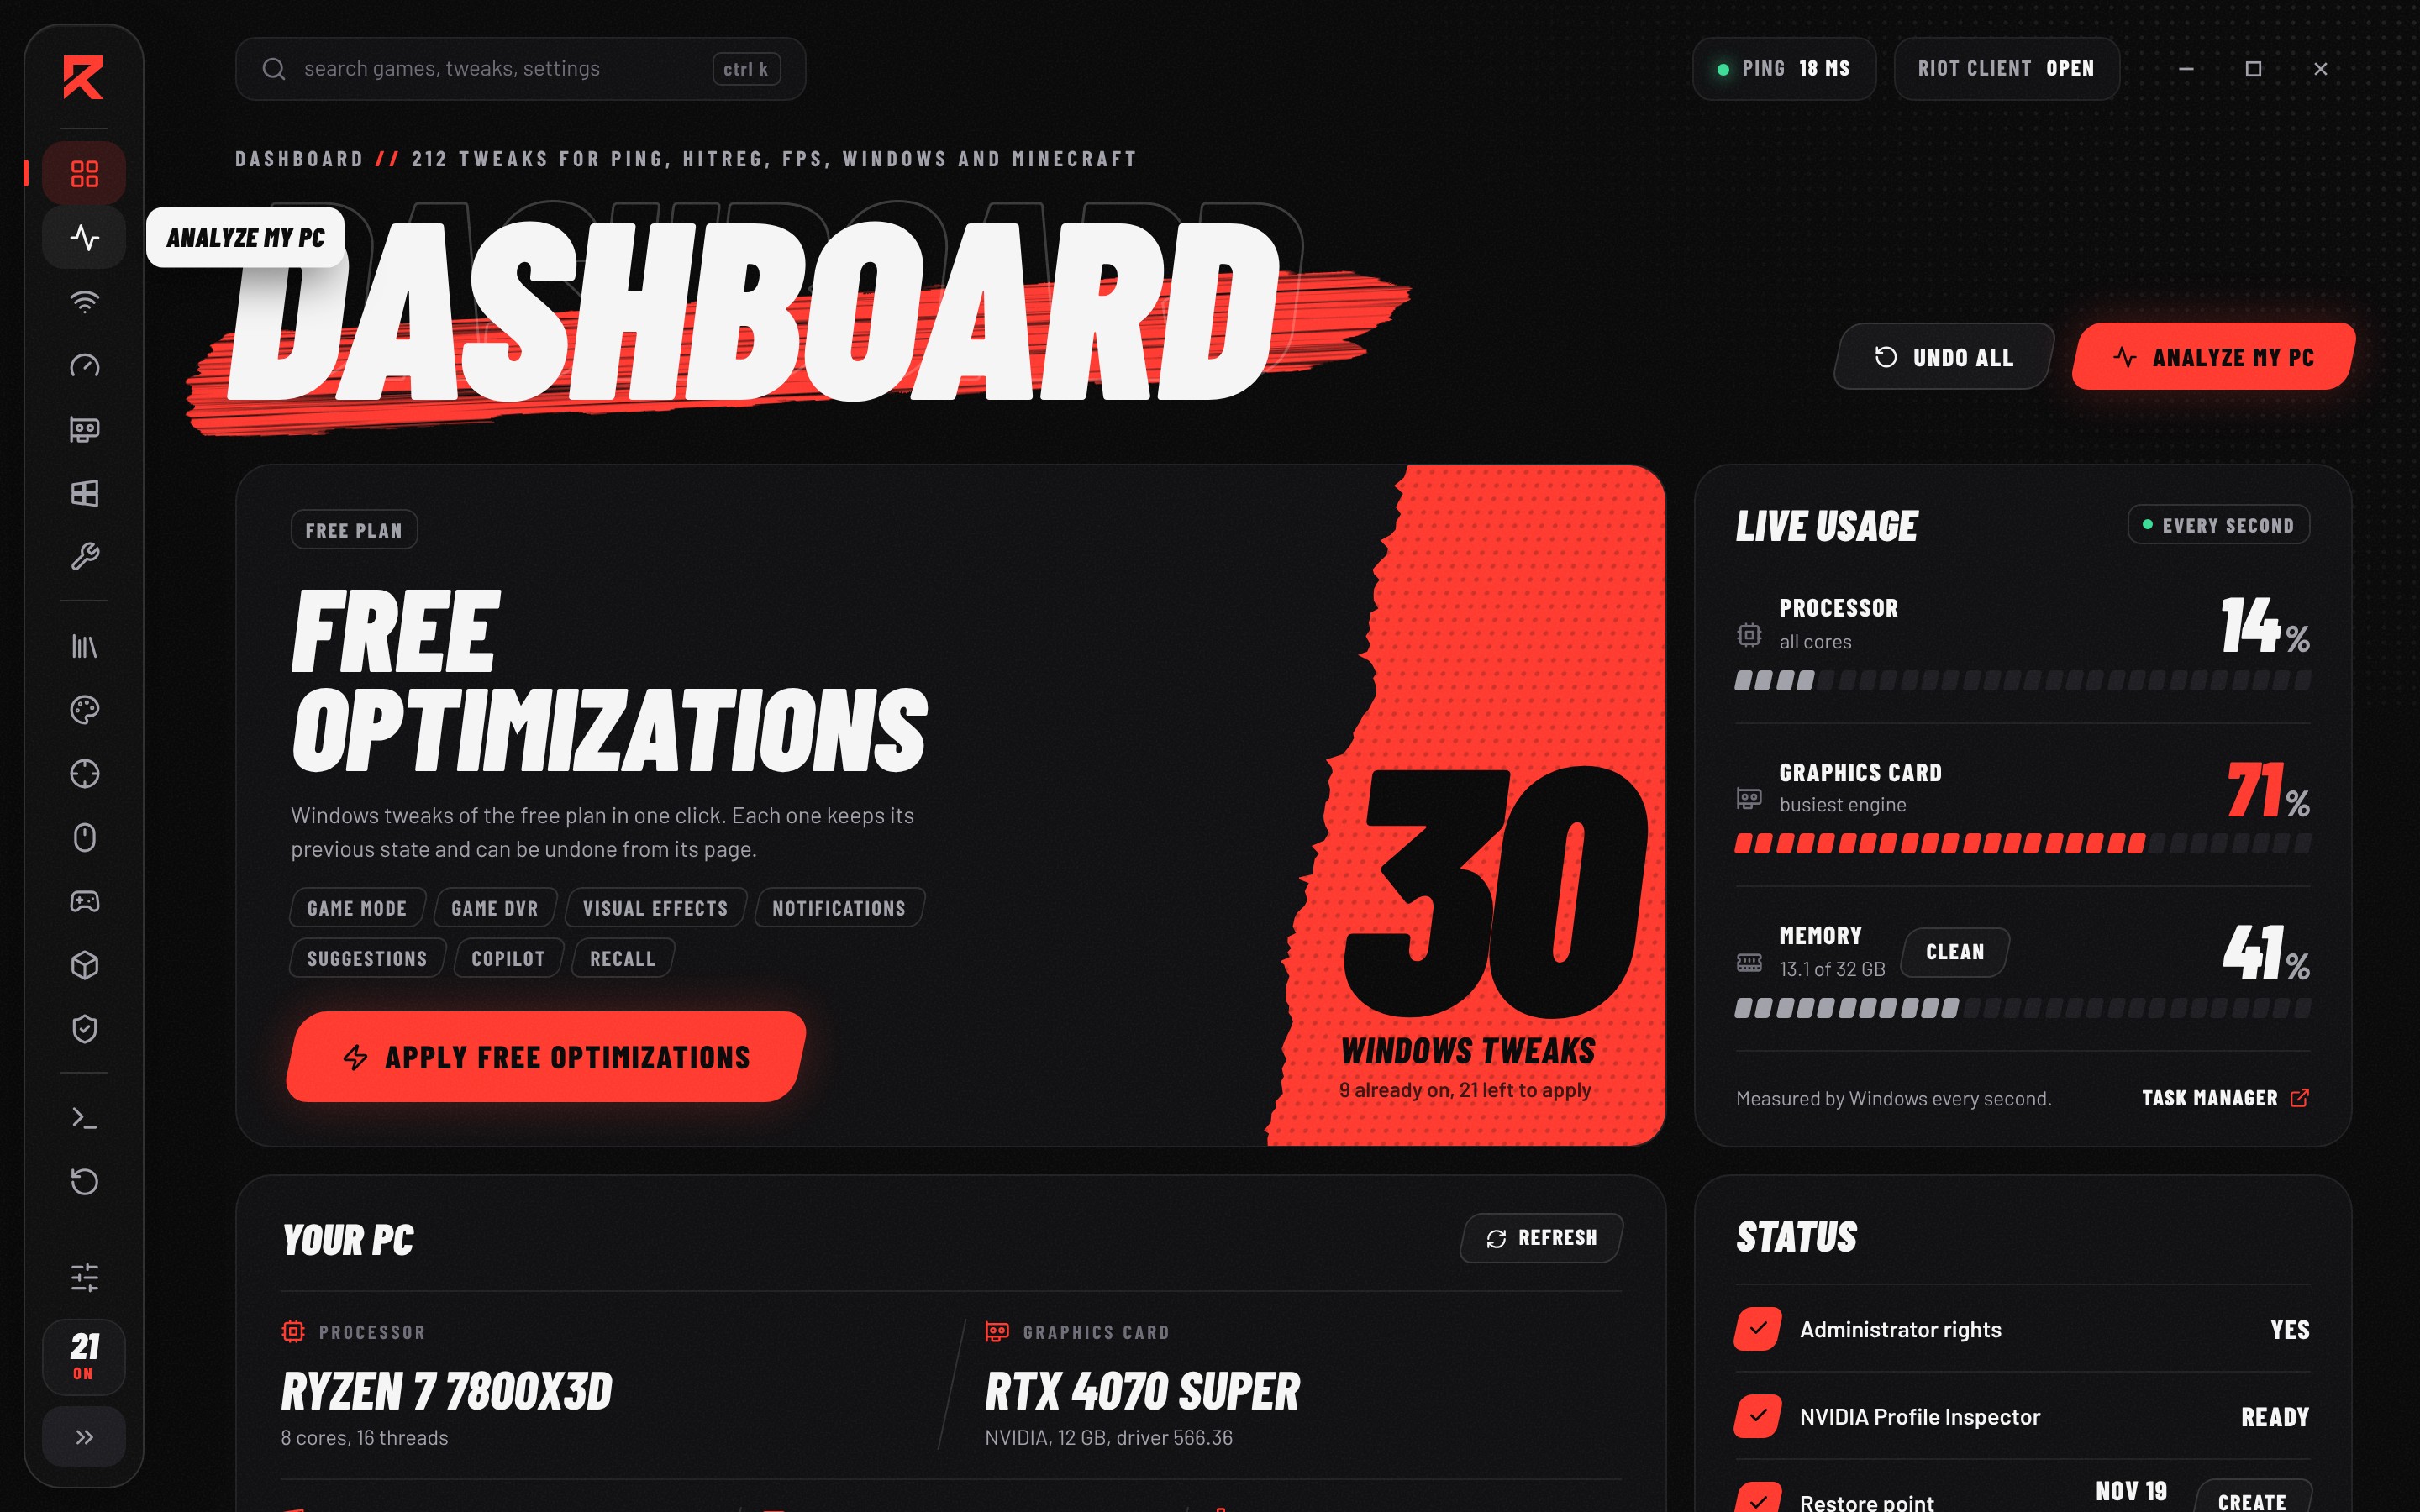 search games, tweaks, settings
ctrl k
PING 18 MS
RIOT CLIENT OPEN
DASHBOARD // 212 TWEAKS FOR PING, HITREG, FPS, WINDOWS AND MINECRAFT
ANALYZE MY PC
DASHBOARD
UNDO ALL
ANALYZE MY PC
FREE PLAN
FREE
OPTIMIZATIONS
Windows tweaks of the free plan in one click. Each one keeps its
previous state and can be undone from its page.
GAME MODE
GAME DVR
VISUAL EFFECTS
NOTIFICATIONS
SUGGESTIONS
COPILOT
RECALL
APPLY FREE OPTIMIZATIONS
30
WINDOWS TWEAKS
9 already on, 21 left to apply
LIVE USAGE
EVERY SECOND
PROCESSOR
all cores
14%
GRAPHICS CARD
busiest engine
71%
MEMORY
13.1 of 32 GB
CLEAN
41%
Measured by Windows every second.
TASK MANAGER
YOUR PC
REFRESH
PROCESSOR
RYZEN 7 7800X3D
8 cores, 16 threads
GRAPHICS CARD
RTX 4070 SUPER
NVIDIA, 12 GB, driver 566.36
STATUS
Administrator rights
YES
NVIDIA Profile Inspector
READY
Restore point
NOV 19
CREATE
21
ON